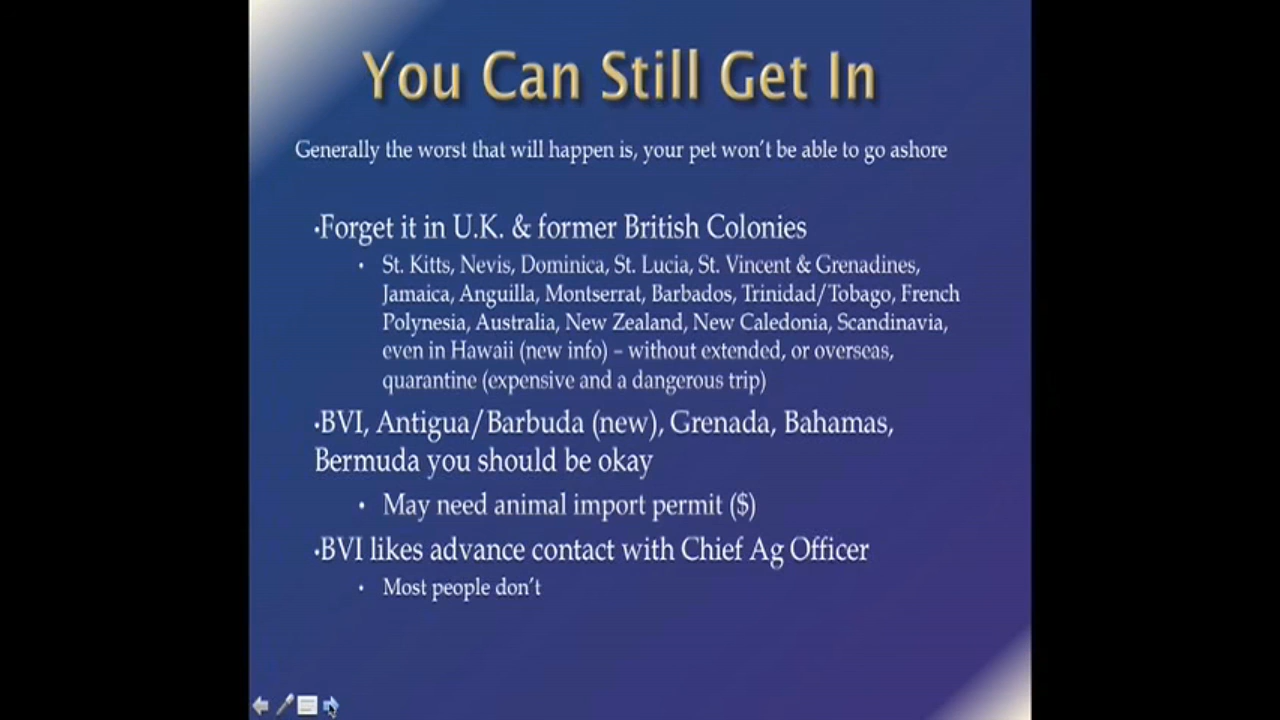 You Can Still Get In
Generally the worst that will happen is, your pet won't be able to go ashore
•Forget it in U.K. & former British Colonies
• St. Kitts, Nevis, Dominica, St. Lucia, St. Vincent & Grenadines,
Jamaica, Anguilla, Montserrat, Barbados, Trinidad/Tobago, French
Polynesia, Australia, New Zealand, New Caledonia, Scandinavia,
even in Hawaii (new info) – without extended, or overseas,
quarantine (expensive and a dangerous trip)
•BVI, Antigua/Barbuda (new), Grenada, Bahamas,
Bermuda you should be okay
• May need animal import permit ($)
•BVI likes advance contact with Chief Ag Officer
• Most people don't